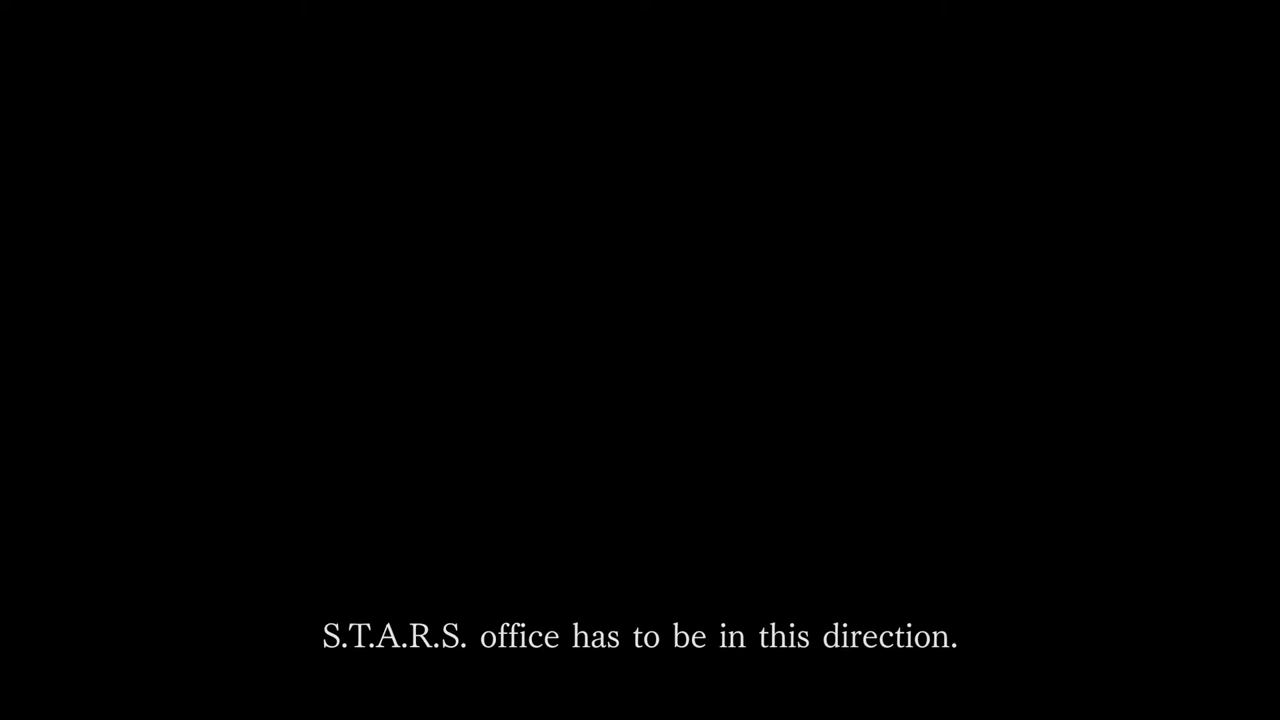 S.T.A.R.S. office has to be in this direction.